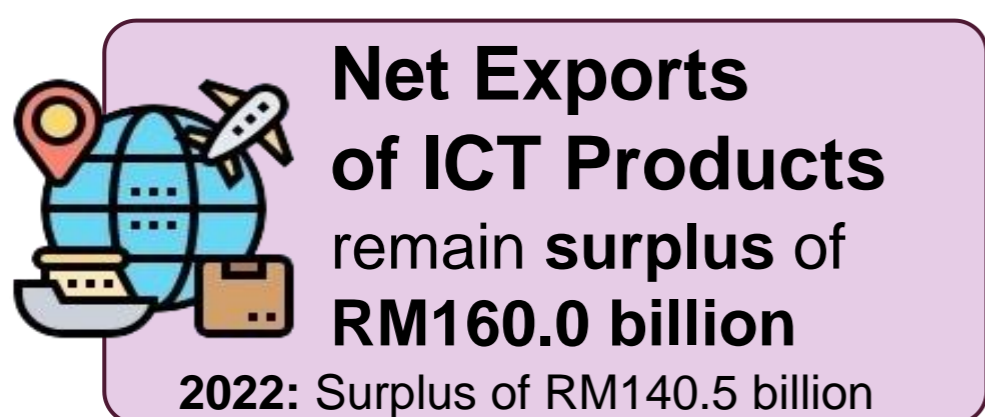 Net Exports
of ICT Products
remain surplus of
RM160.0 billion
2022: Surplus of RM140.5 billion